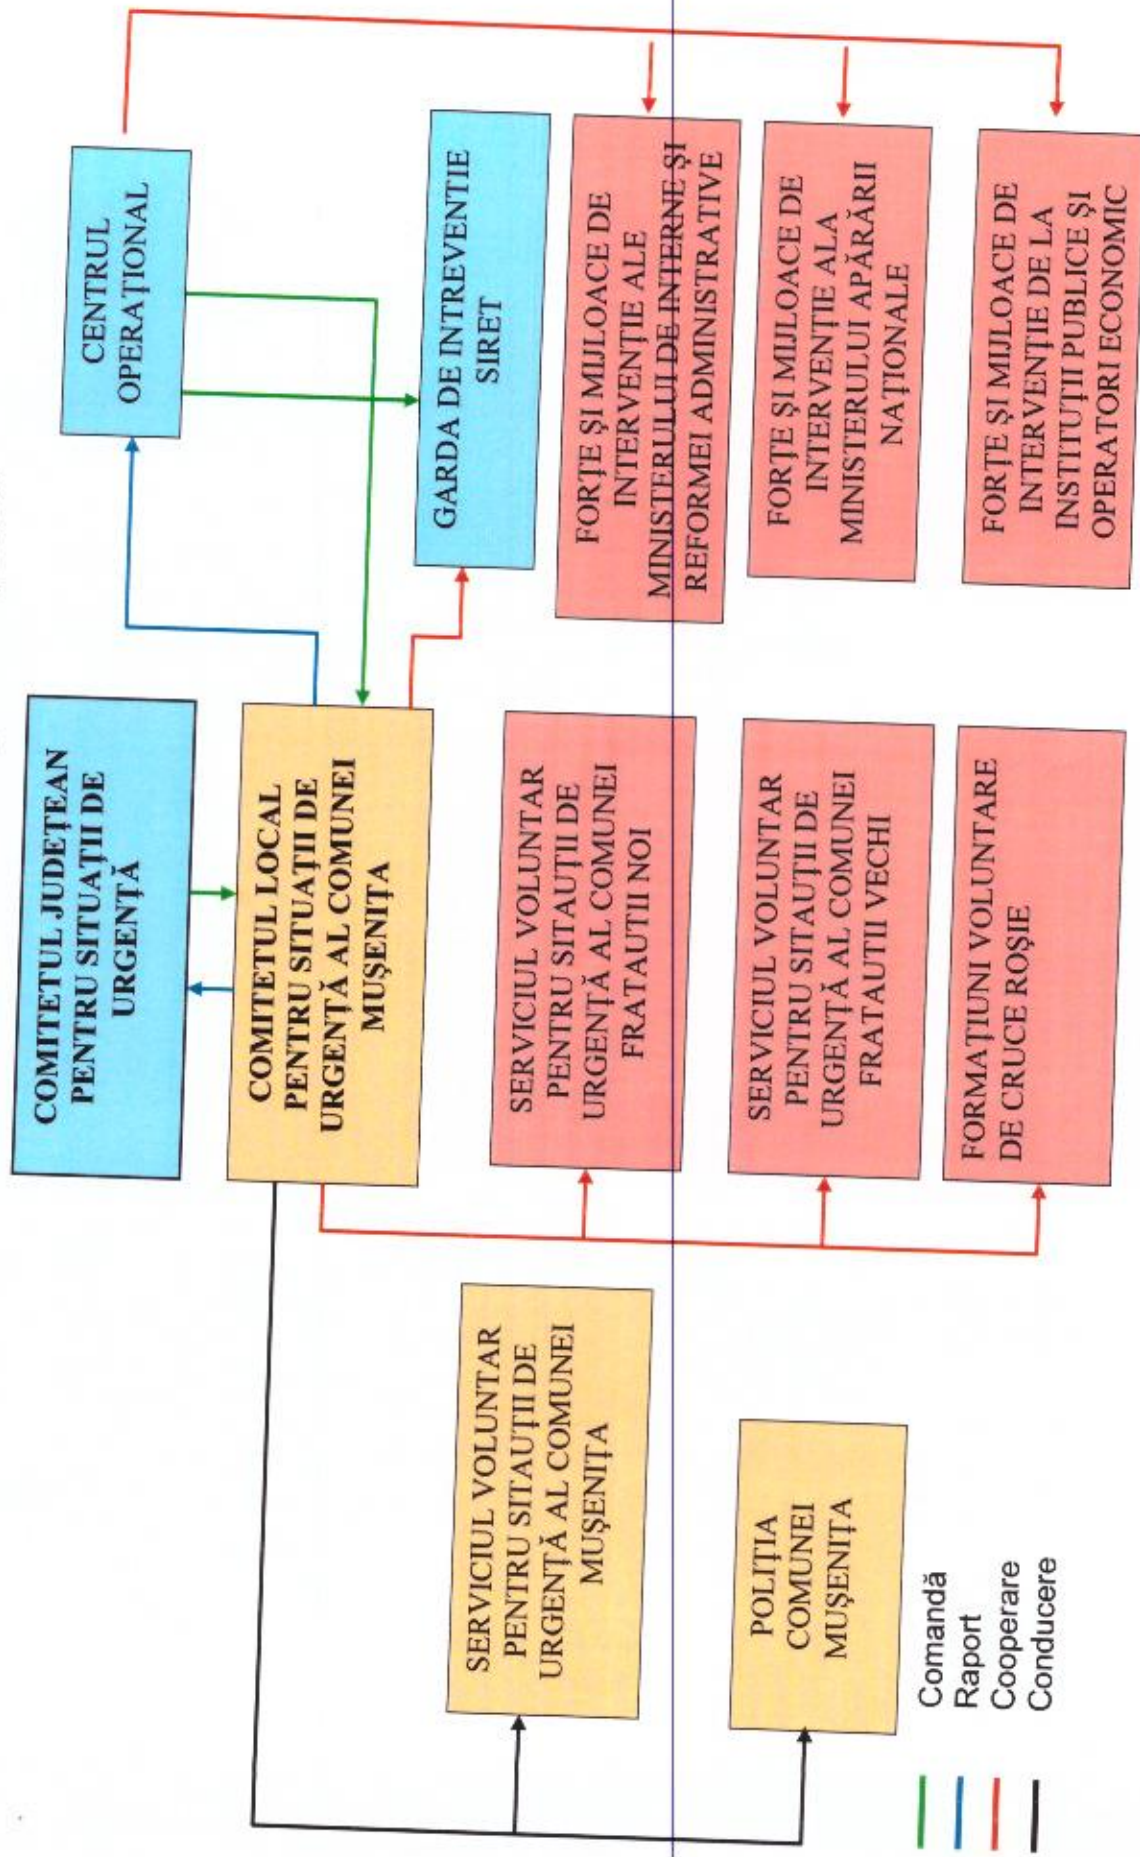 COMITETUL JUDEȚEAN
PENTRU SITUAȚII DE
URGENȚĂ
CENTRUL
OPERAȚIONAL
COMITETUL LOCAL
PENTRU SITUAȚII DE
URGENȚĂ AL COMUNEI
MUȘENIȚA
GARDA DE INTREVENTIE
SIRET
SERVICIUL VOLUNTAR
PENTRU SITAUȚII DE
URGENȚĂ AL COMUNEI
MUȘENIȚA
SERVICIUL VOLUNTAR
PENTRU SITAUȚII DE
URGENȚĂ AL COMUNEI
FRATAUTII NOI
FORȚE ȘI MIJLOACE DE
INTERVENȚIE ALE
MINISTERULUI DE INTERNE ȘI
REFORMEI ADMINISTRATIVE
POLIȚIA
COMUNEI
MUȘENIȚA
SERVICIUL VOLUNTAR
PENTRU SITAUȚII DE
URGENȚĂ AL COMUNEI
FRATAUTII VECHI
FORȚE ȘI MIJLOACE DE
INTERVENȚIE ALA
MINISTERULUI APĂRĂRII
NAȚIONALE
FORMAȚIUNI VOLUNTARE
DE CRUCE ROȘIE
FORȚE ȘI MIJLOACE DE
INTERVENȚIE DE LA
INSTITUȚII PUBLICE ȘI
OPERATORI ECONOMIC
Comandă
Raport
Cooperare
Conducere